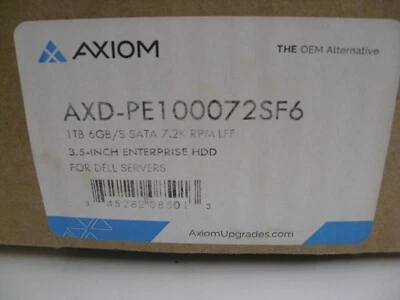 AXIOM
THE OEM Alternative
AXD-PE100072SF6
1TB 6GB/S SATA 7.2K RPM LFF
3.5-INCH ENTERPRISE HDD
FOR DELL SERVERS
AxiomUpgrades.com